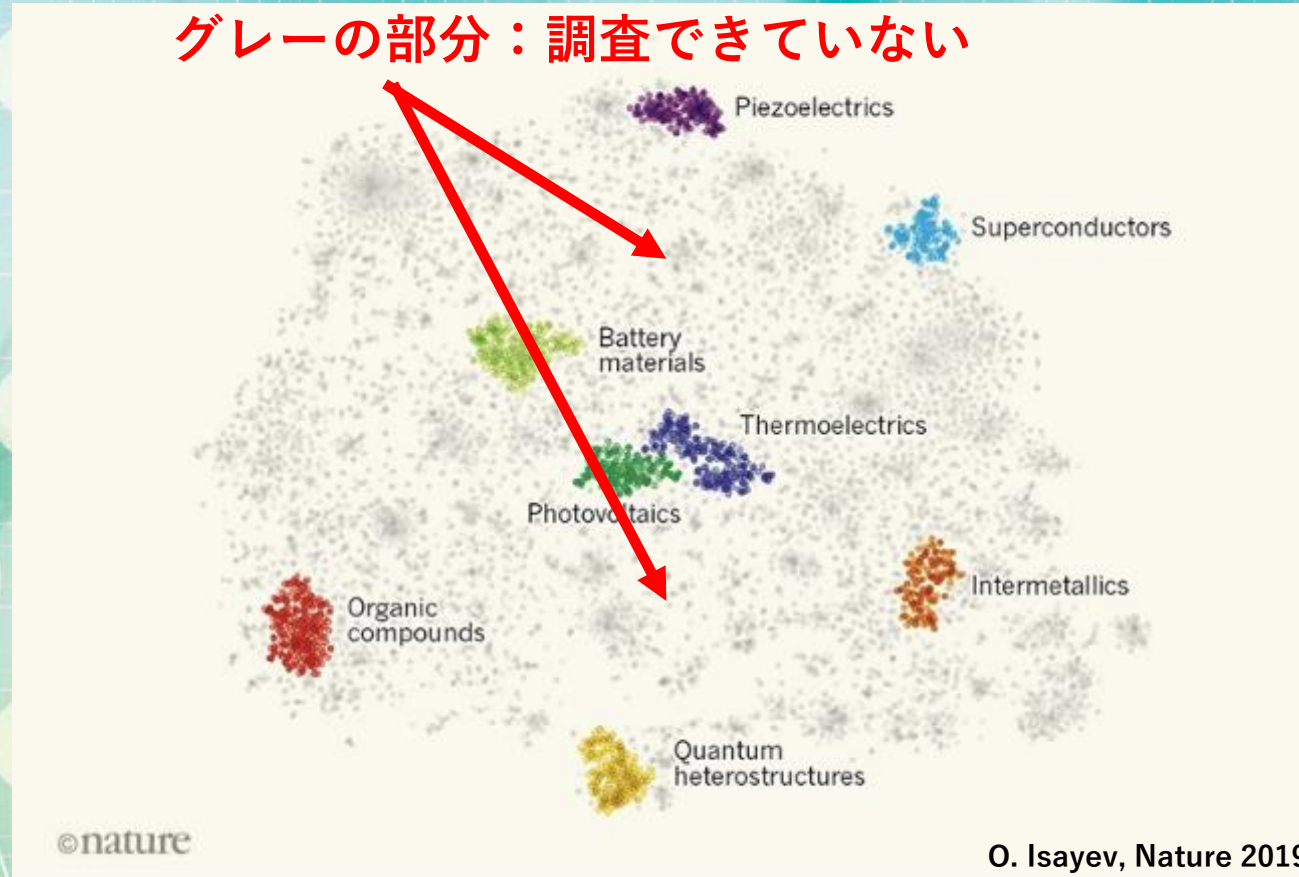 グレーの部分：調査できていない
Piezoelectrics
Superconductors
Battery
materials
Thermoelectrics
Photovoltaics
Intermetallics
Organic
compounds
Quantum
heterostructures
©nature
O. Isayev, Nature 2019